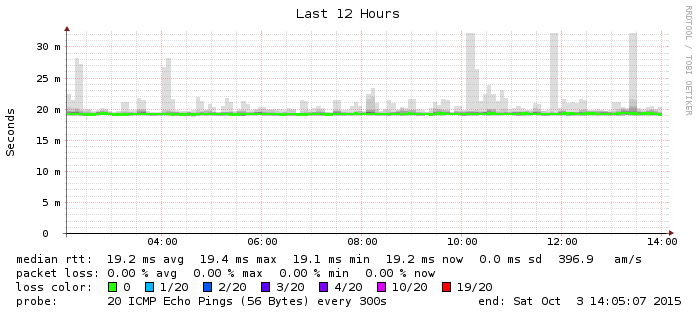 Last 12 Hours
RRDTOOL / TOBI OETIKER
Seconds
30 m
25 m
20 m
15 m
10 m
5 m
0
04:00 06:00 08:00 10:00 12:00 14:00
median rtt: 19.2 ms avg 19.4 ms max 19.1 ms min 19.2 ms now 0.0 ms sd 396.9 am/s
packet loss: 0.00 % avg 0.00 % max 0.00 % min 0.00 % now
loss color: 0 1/20 2/20 3/20 4/20 10/20 19/20
probe: 20 ICMP Echo Pings (56 Bytes) every 300s end: Sat Oct 3 14:05:07 2015